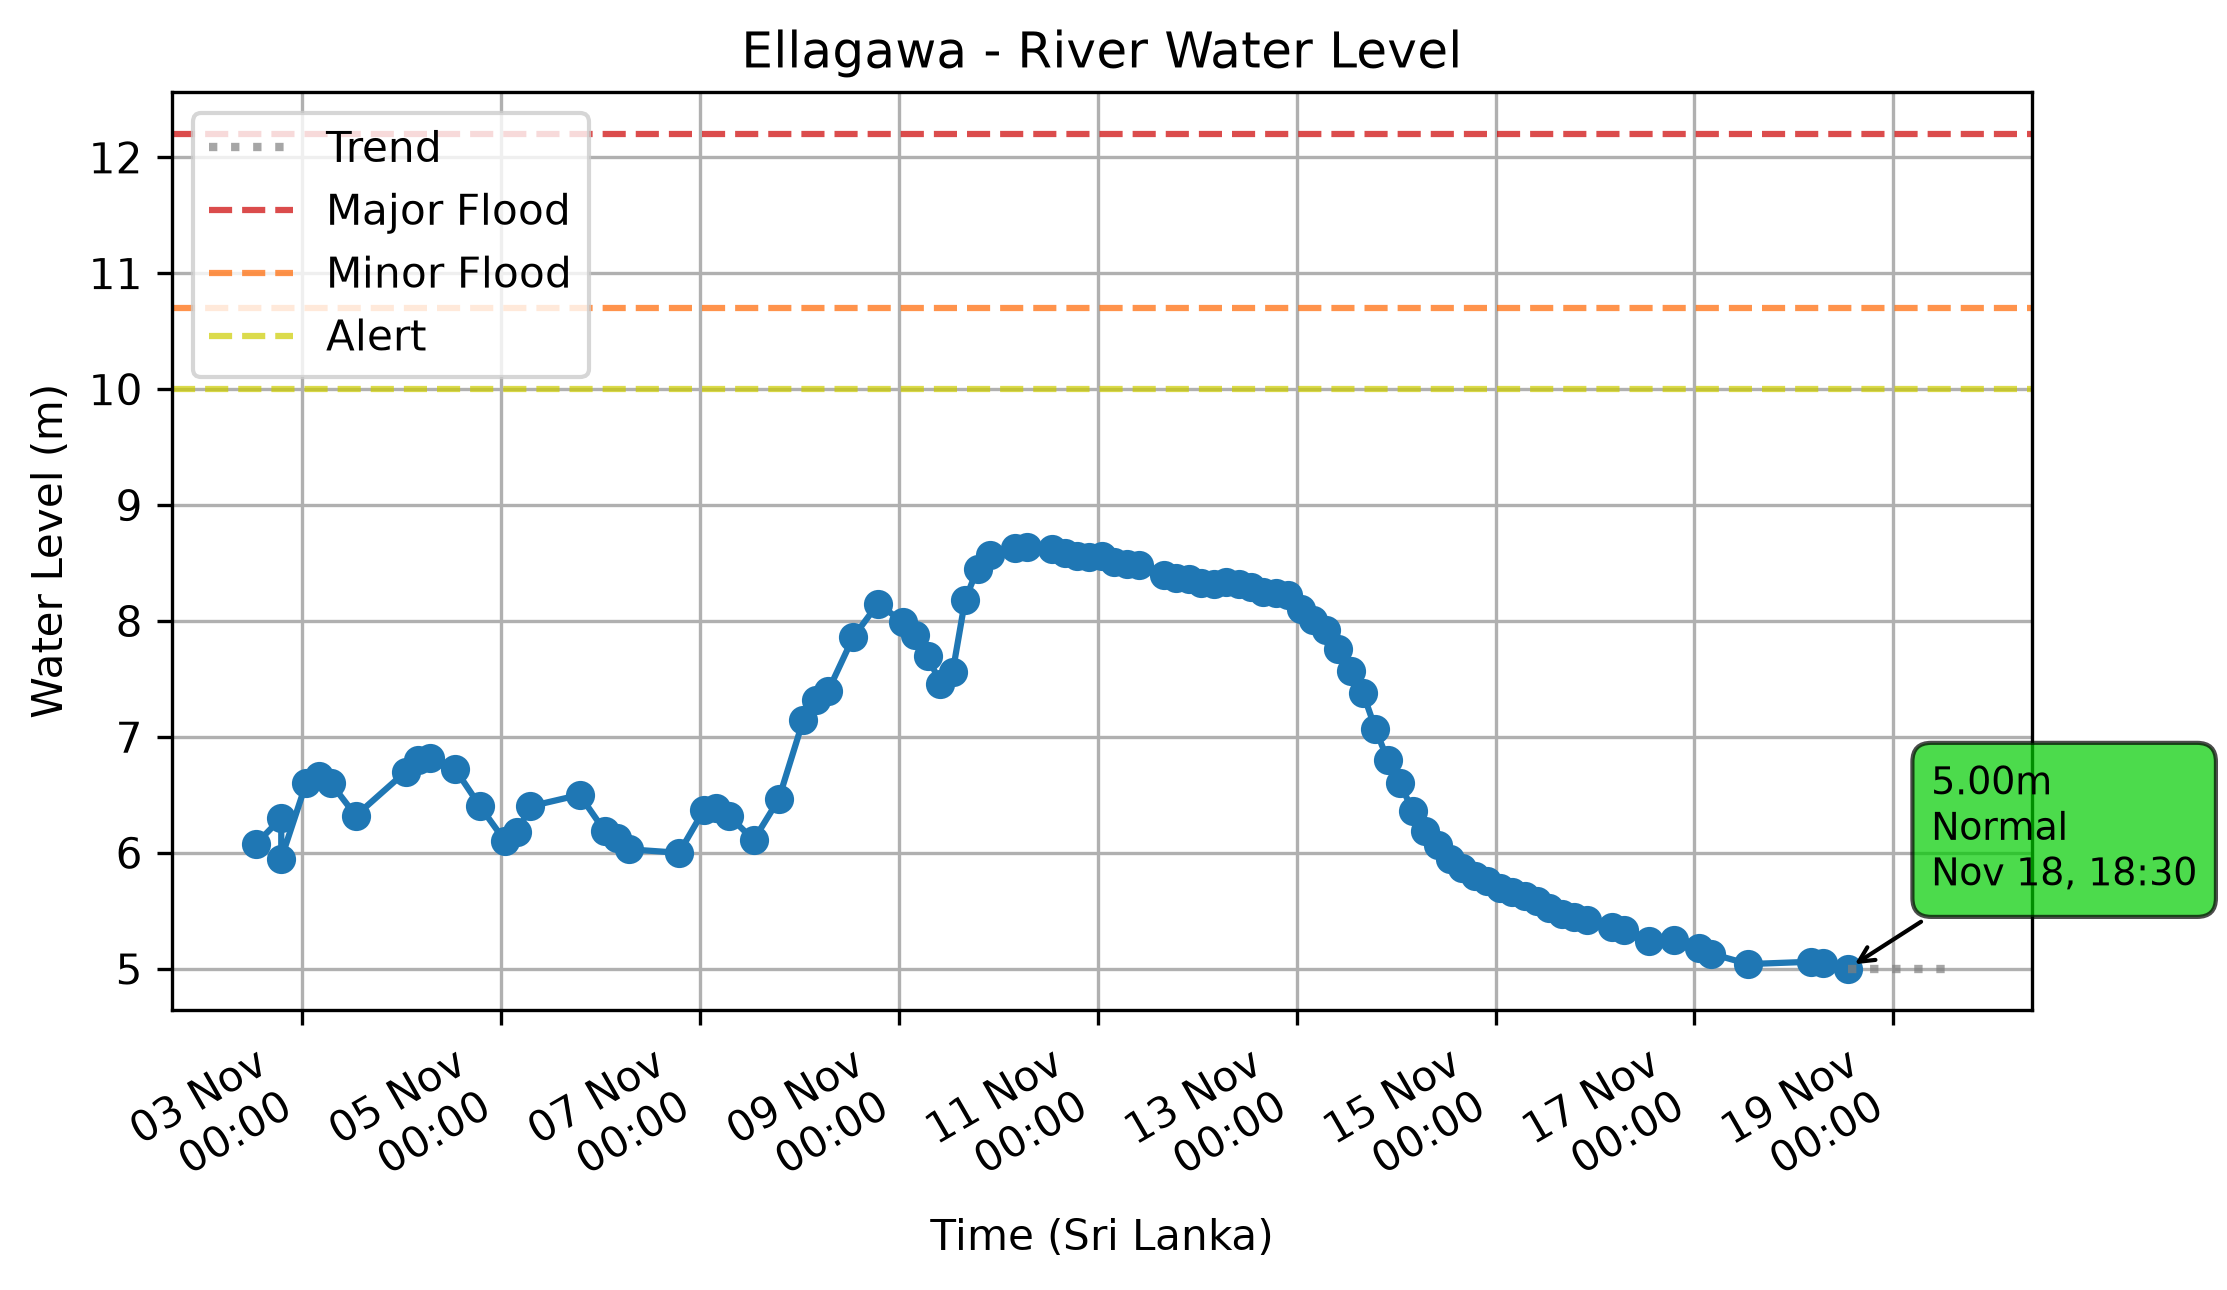 Ellagawa - River Water Level
Trend
Major Flood
Minor Flood
Alert
12
11
10
9
8
7
6
5
Water Level (m)
5.00m
Normal
Nov 18, 18:30
03 Nov
00:00
05 Nov
00:00
07 Nov
00:00
09 Nov
00:00
11 Nov
00:00
13 Nov
00:00
15 Nov
00:00
17 Nov
00:00
19 Nov
00:00
Time (Sri Lanka)